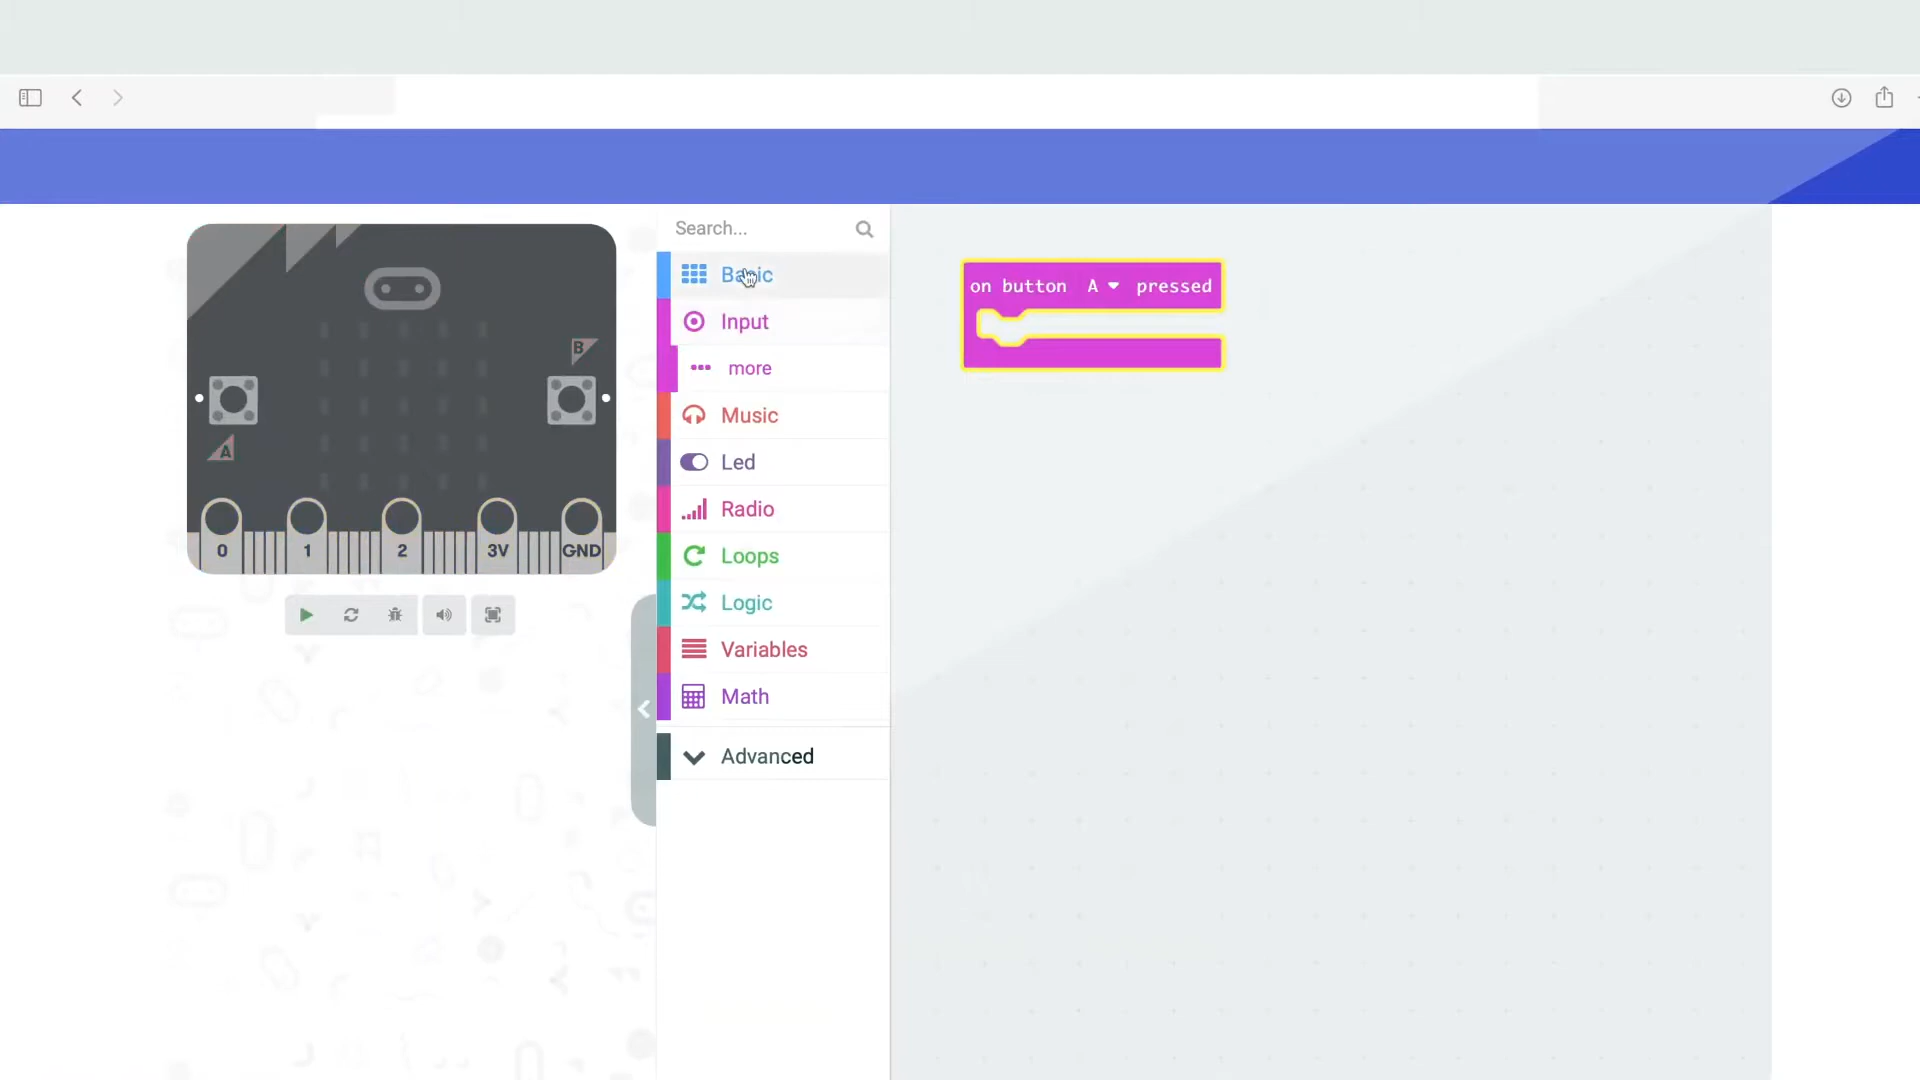 Search...
Basic
Input
more
Music
Led
Radio
Loops
Logic
Variables
Math
Advanced
on button A pressed
B
A
0 1 2 3V GND